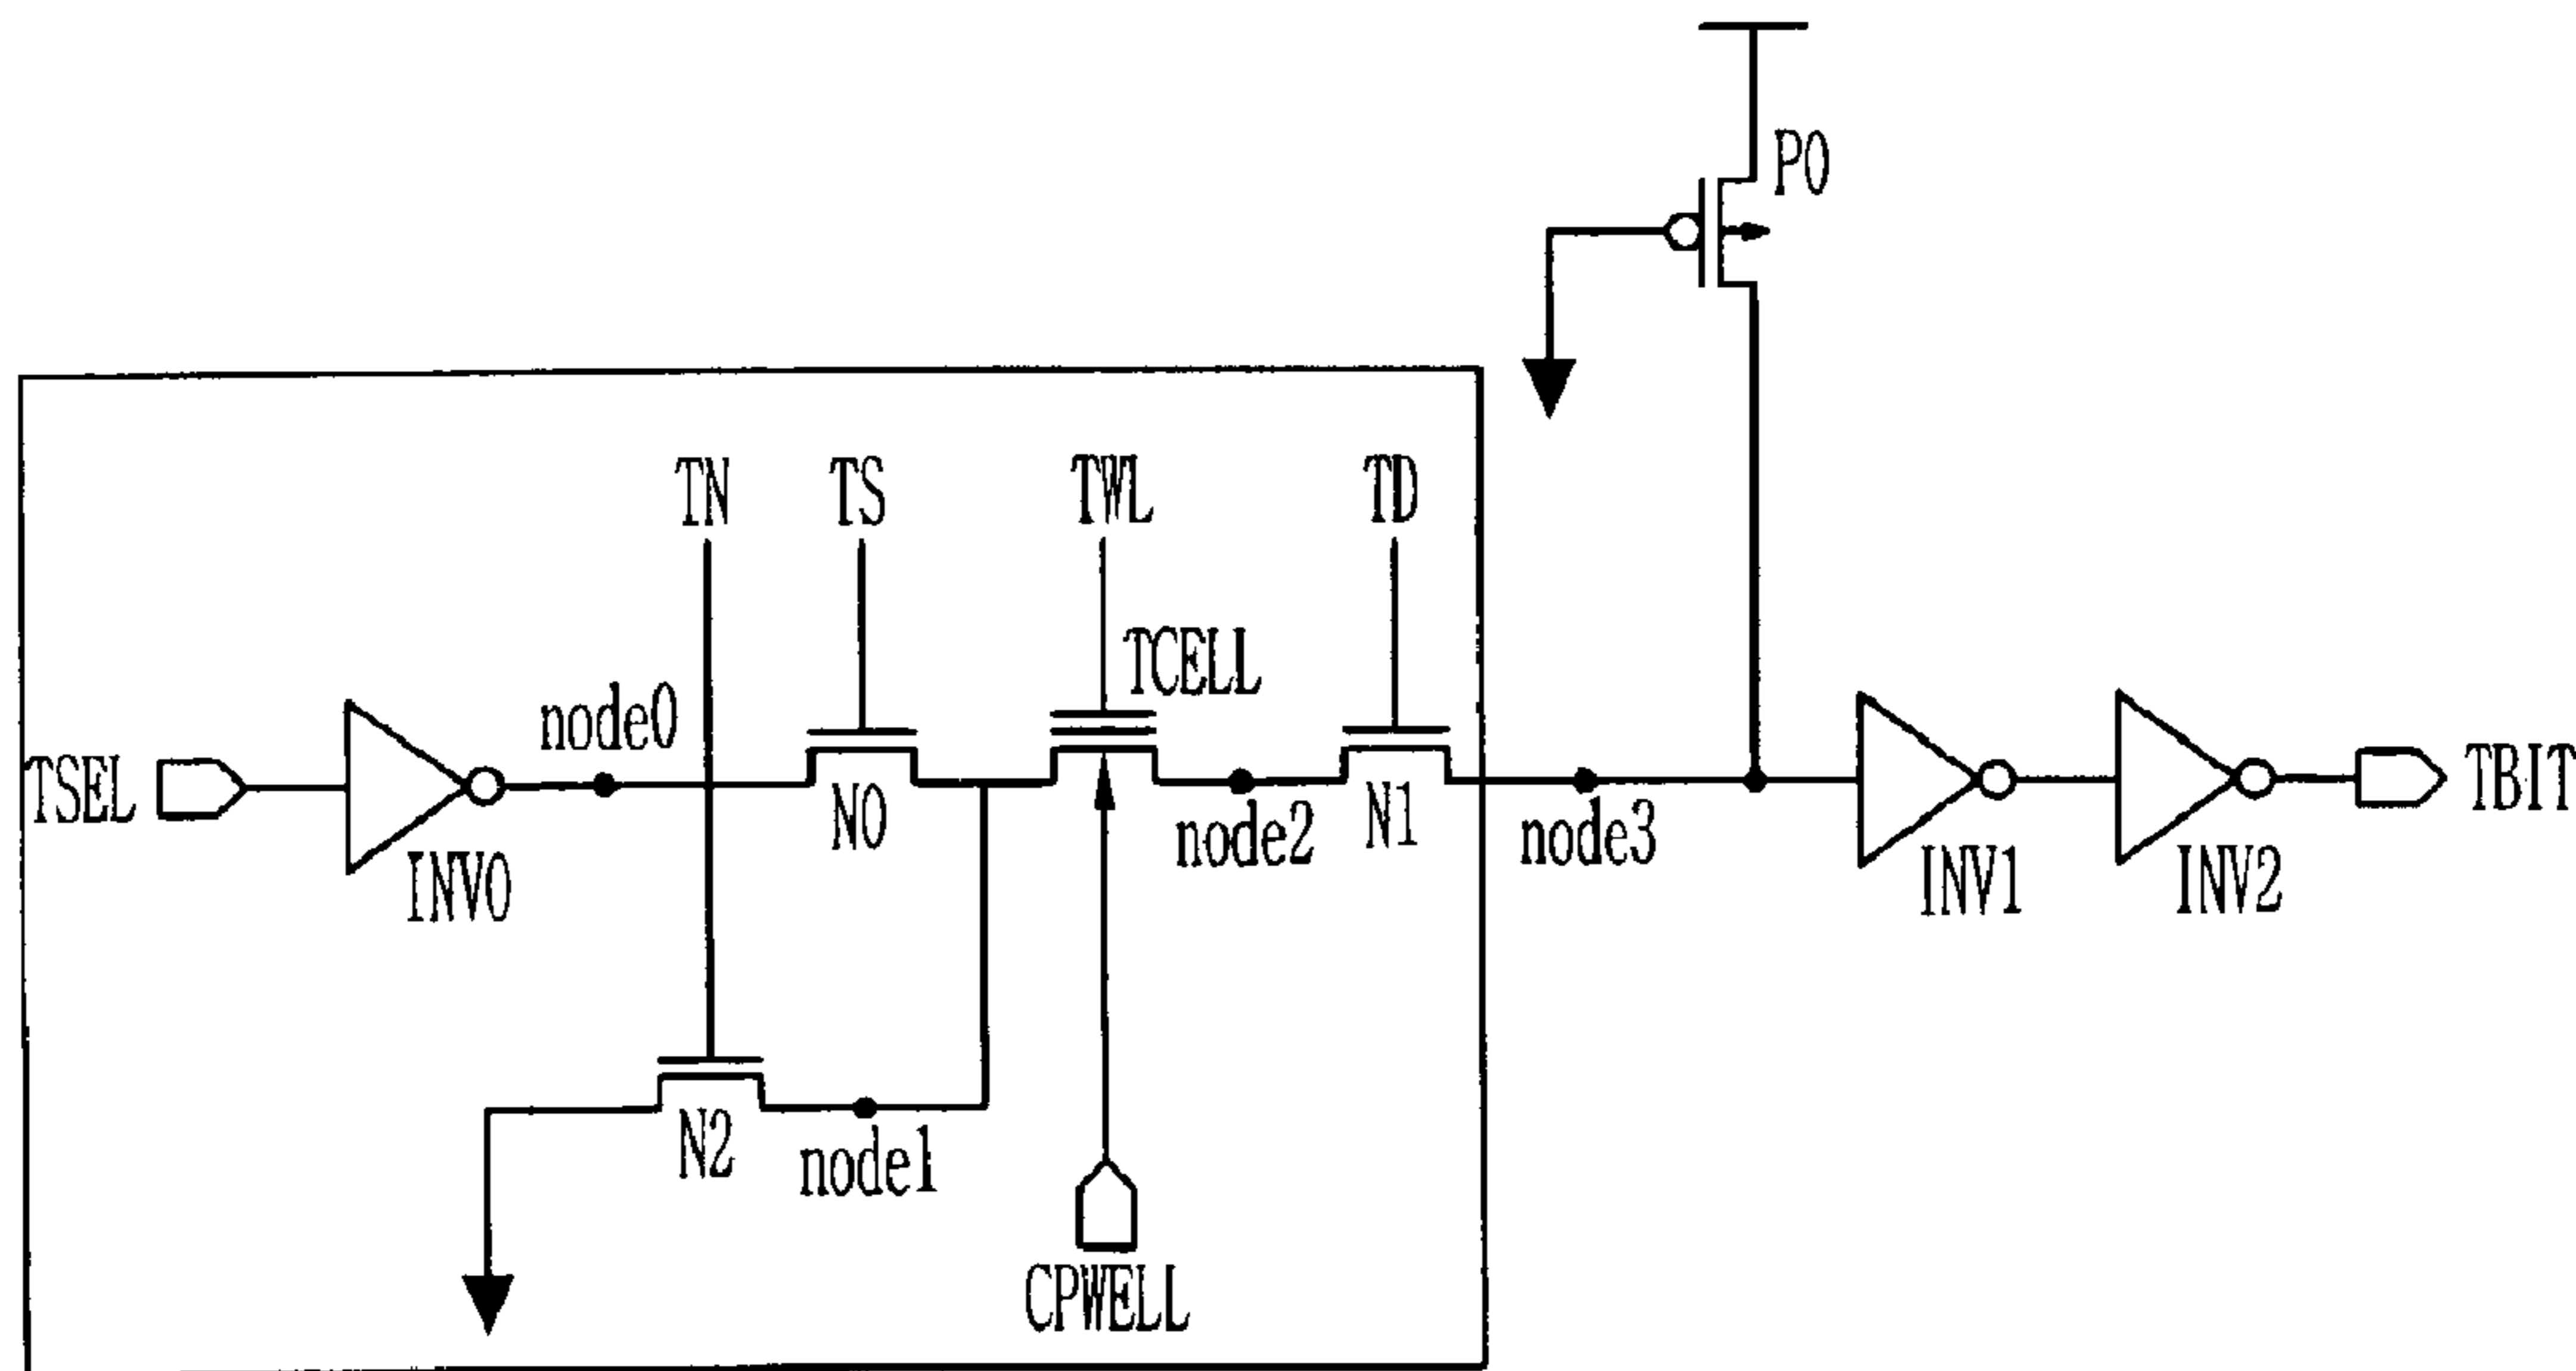 P0
TN TS TWL TD
TCELL
node0
TSEL TBIT
N0 node2 N1 node3
INV0 INV1 INV2
N2 node1
CPWELL